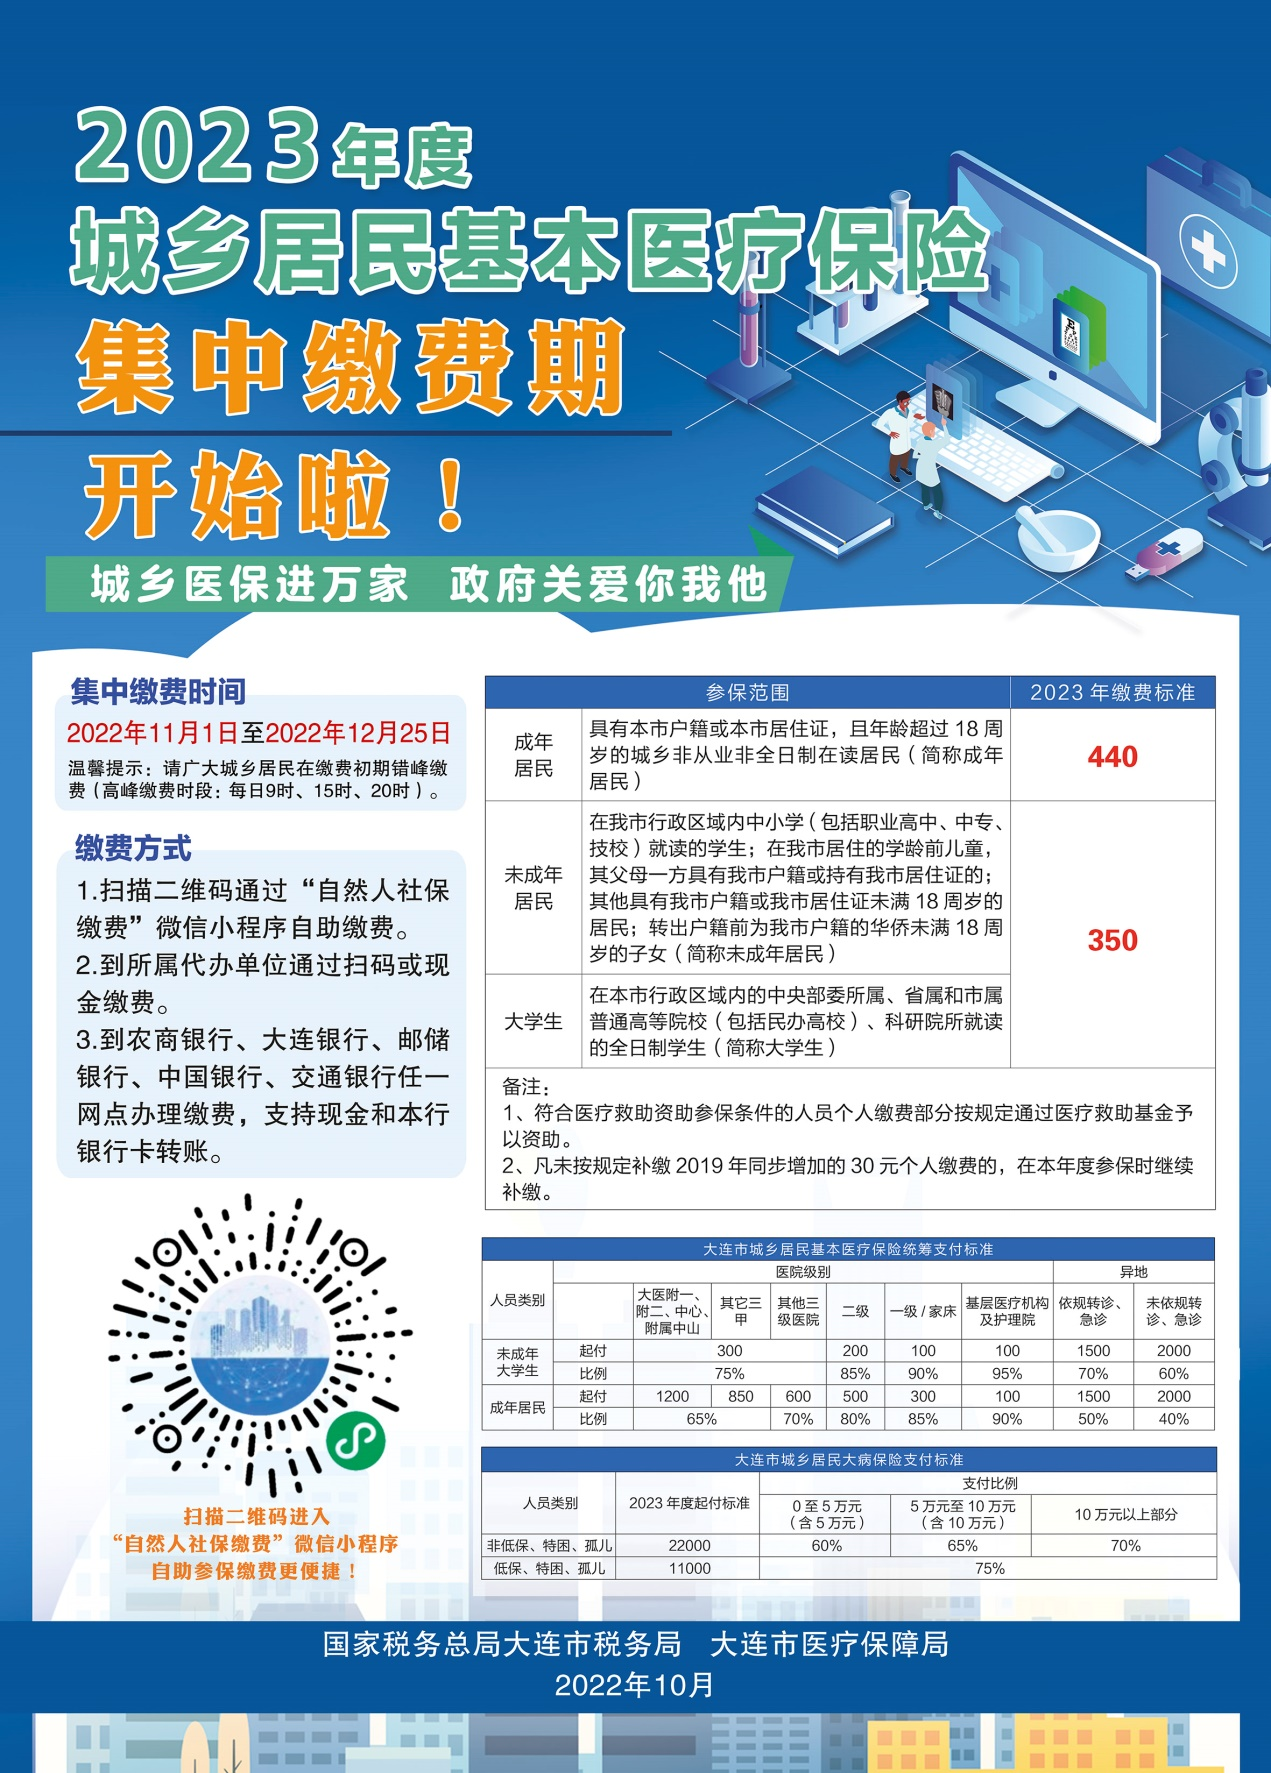 2023年度
城乡居民基本医疗保险
集中缴费期
开始啦！
城乡医保进万家 政府关爱你我他
集中缴费时间
2022年11月1日至2022年12月25日
温馨提示：请广大城乡居民在缴费初期错峰缴
费（高峰缴费时段：每日9时、15时、20时）。
缴费方式
1.扫描二维码通过“自然人社保
缴费”微信小程序自助缴费。
2.到所属代办单位通过扫码或现
金缴费。
3.到农商银行、大连银行、邮储
银行、中国银行、交通银行任一
网点办理缴费，支持现金和本行
银行卡转账。
扫描二维码进入
“自然人社保缴费”微信小程序
自助参保缴费更便捷！
参保范围 2023年缴费标准
成年
居民
具有本市户籍或本市居住证，且年龄超过18周
岁的城乡非从业非全日制在读居民（简称成年
居民）
440
未成年
居民
在我市行政区域内中小学（包括职业高中、中专、
技校）就读的学生；在我市居住的学龄前儿童，
其父母一方具有我市户籍或持有我市居住证的；
其他具有我市户籍或我市居住证未满18周岁的
居民；转出户籍前为我市户籍的华侨未满18周
岁的子女（简称未成年居民）
350
大学生
在本市行政区域内的中央部委所属、省属和市属
普通高等院校（包括民办高校）、科研院所就读
的全日制学生（简称大学生）
备注：
1、符合医疗救助资助参保条件的人员个人缴费部分按规定通过医疗救助基金予
以资助。
2、凡未按规定补缴2019年同步增加的30元个人缴费的，在本年度参保时继续
补缴。
大连市城乡居民基本医疗保险统筹支付标准
人员类别 医院级别 异地
大医附一、附二、中心、附属中山 其它三甲 其他三级医院 二级 一级/家床 基层医疗机构及护理院 依规转诊、急诊 未依规转诊、急诊
未成年
大学生
起付 300 200 100 100 1500 2000
比例 75% 85% 90% 95% 70% 60%
成年居民
起付 1200 850 600 500 300 100 1500 2000
比例 65% 70% 80% 85% 90% 50% 40%
大连市城乡居民大病保险支付标准
人员类别 2023年度起付标准 支付比例
0至5万元（含5万元） 5万元至10万元（含10万元） 10万元以上部分
非低保、特困、孤儿 22000 60% 65% 70%
低保、特困、孤儿 11000 75%
国家税务总局大连市税务局 大连市医疗保障局
2022年10月